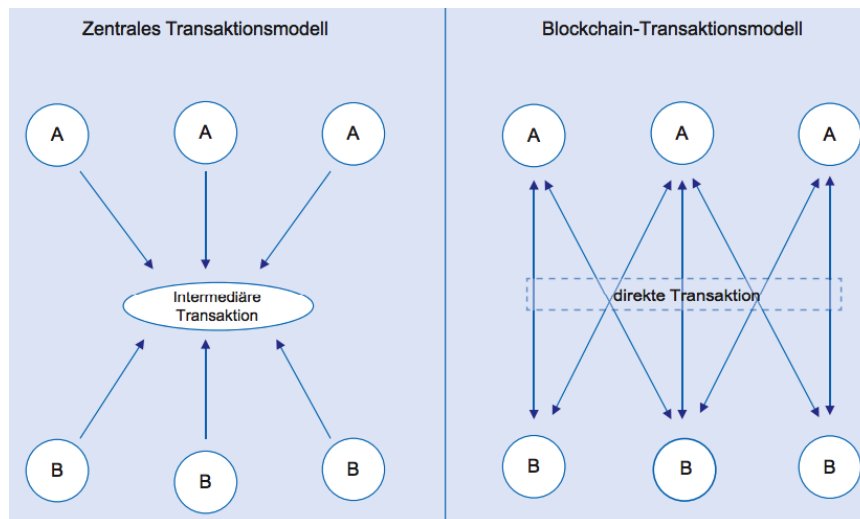 Zentrales Transaktionsmodell
A
A
A
Intermediäre
Transaktion
B
B
B
Blockchain-Transaktionsmodell
A
A
A
direkte Transaktion
B
B
B